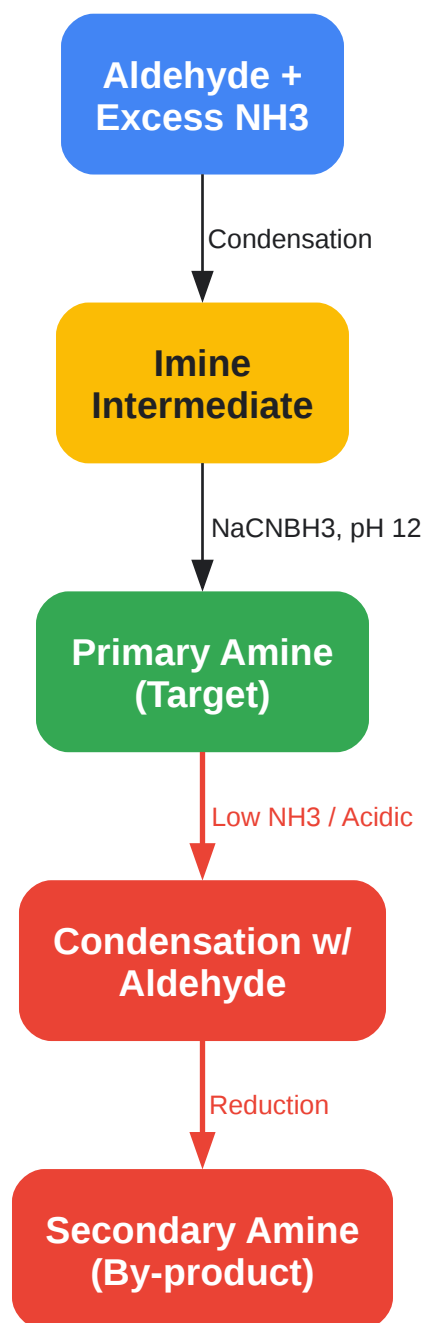 Aldehyde +
Excess NH3
Condensation
Imine
Intermediate
NaCNBH3, pH 12
Primary Amine
(Target)
Low NH3 / Acidic
Condensation w/
Aldehyde
Reduction
Secondary Amine
(By-product)